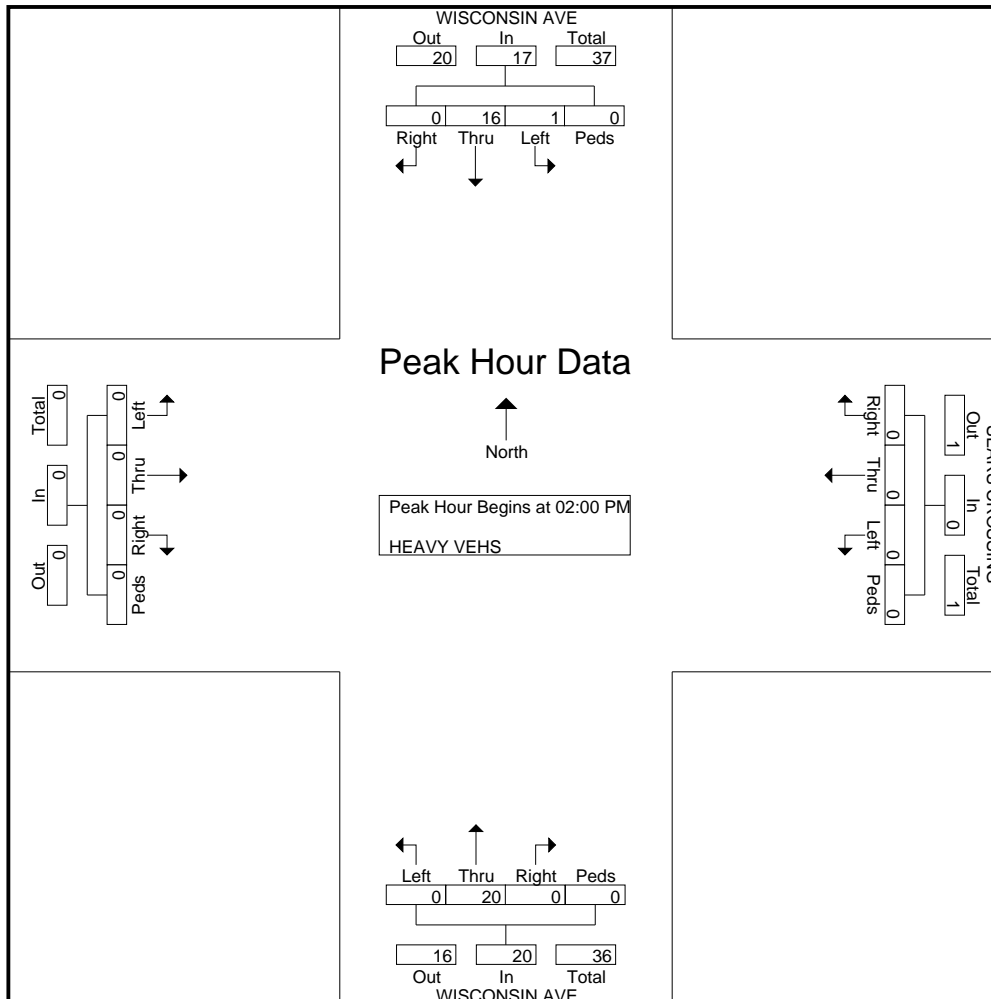 WISCONSIN AVE
Out In Total
20 17 37
0 16 1 0
Right Thru Left Peds
Peak Hour Data
North
Peak Hour Begins at 02:00 PM
HEAVY VEHS
Total In Out
0 0 0
0 0 0 0
Left Thru Right Peds
Right Thru Left Peds
0 0 0 0
Out In Total
1 0 1
Left Thru Right Peds
0 20 0 0
16 20 36
Out In Total
WISCONSIN AVE